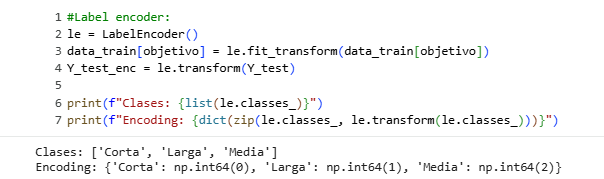 1 #Label encoder:
2 le = LabelEncoder()
3 data_train[objetivo] = le.fit_transform(data_train[objetivo])
4 Y_test_enc = le.transform(Y_test)
5
6 print(f"Clases: {list(le.classes_)}")
7 print(f"Encoding: {dict(zip(le.classes_, le.transform(le.classes_)))}")
Clases: ['Corta', 'Larga', 'Media']
Encoding: {'Corta': np.int64(0), 'Larga': np.int64(1), 'Media': np.int64(2)}